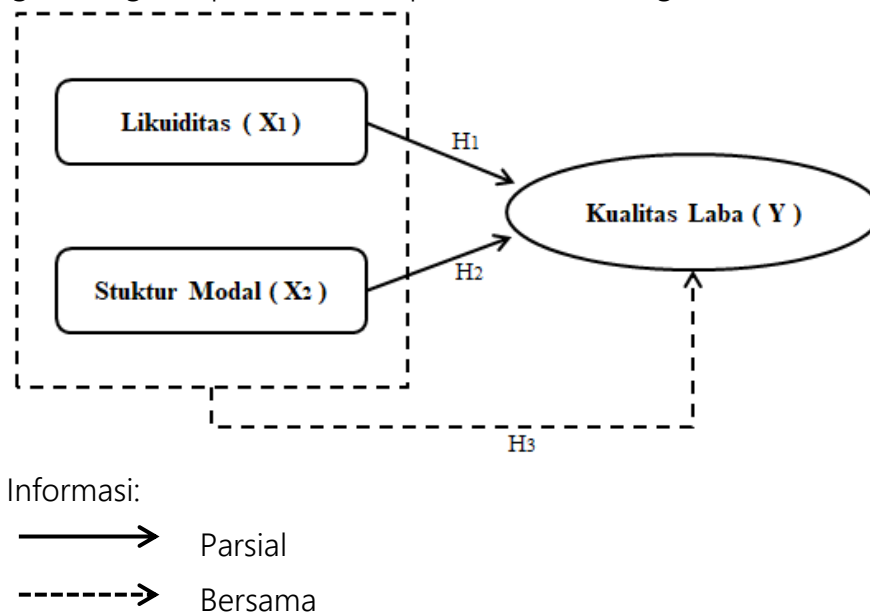 Likuiditas ( X1 )
H1
Kualitas Laba ( Y )
Stuktur Modal ( X2 )
H2
H3
Informasi:
Parsial
Bersama